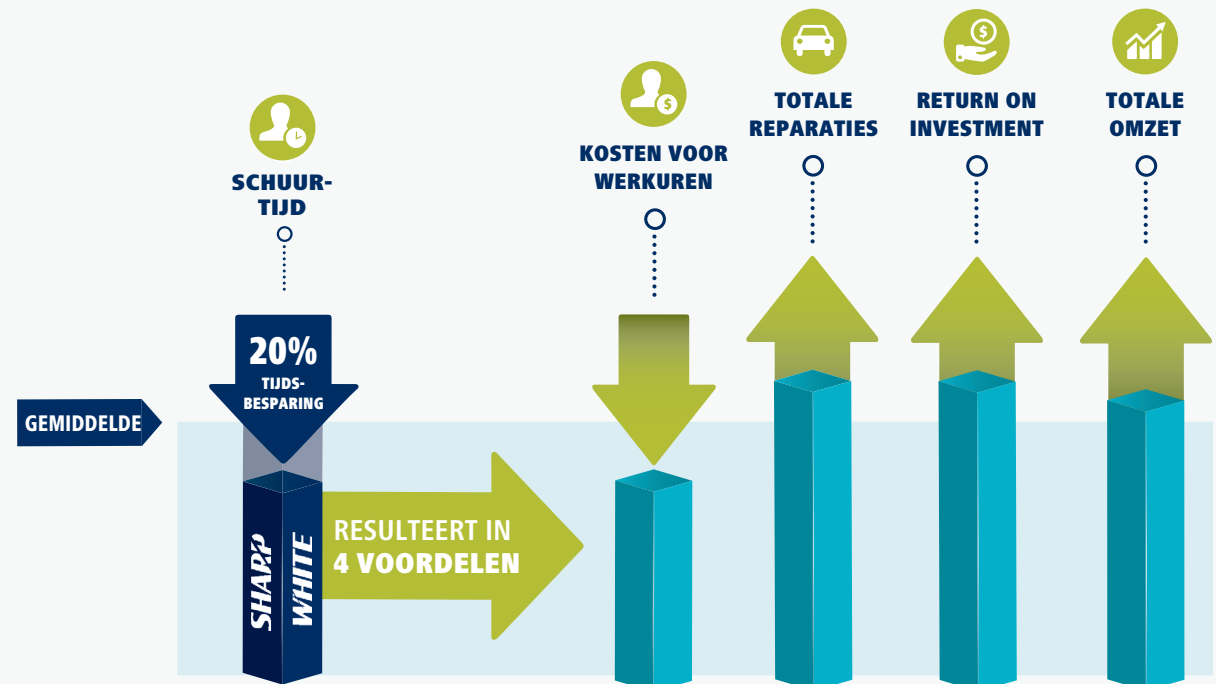 SCHUUR-
TIJD
KOSTEN VOOR
WERKUREN
TOTALE
REPARATIES
RETURN ON
INVESTMENT
TOTALE
OMZET
20%
TIJDS-
BESPARING
GEMIDDELDE
SHARP
WHITE
RESULTEERT IN
4 VOORDELEN
$
$